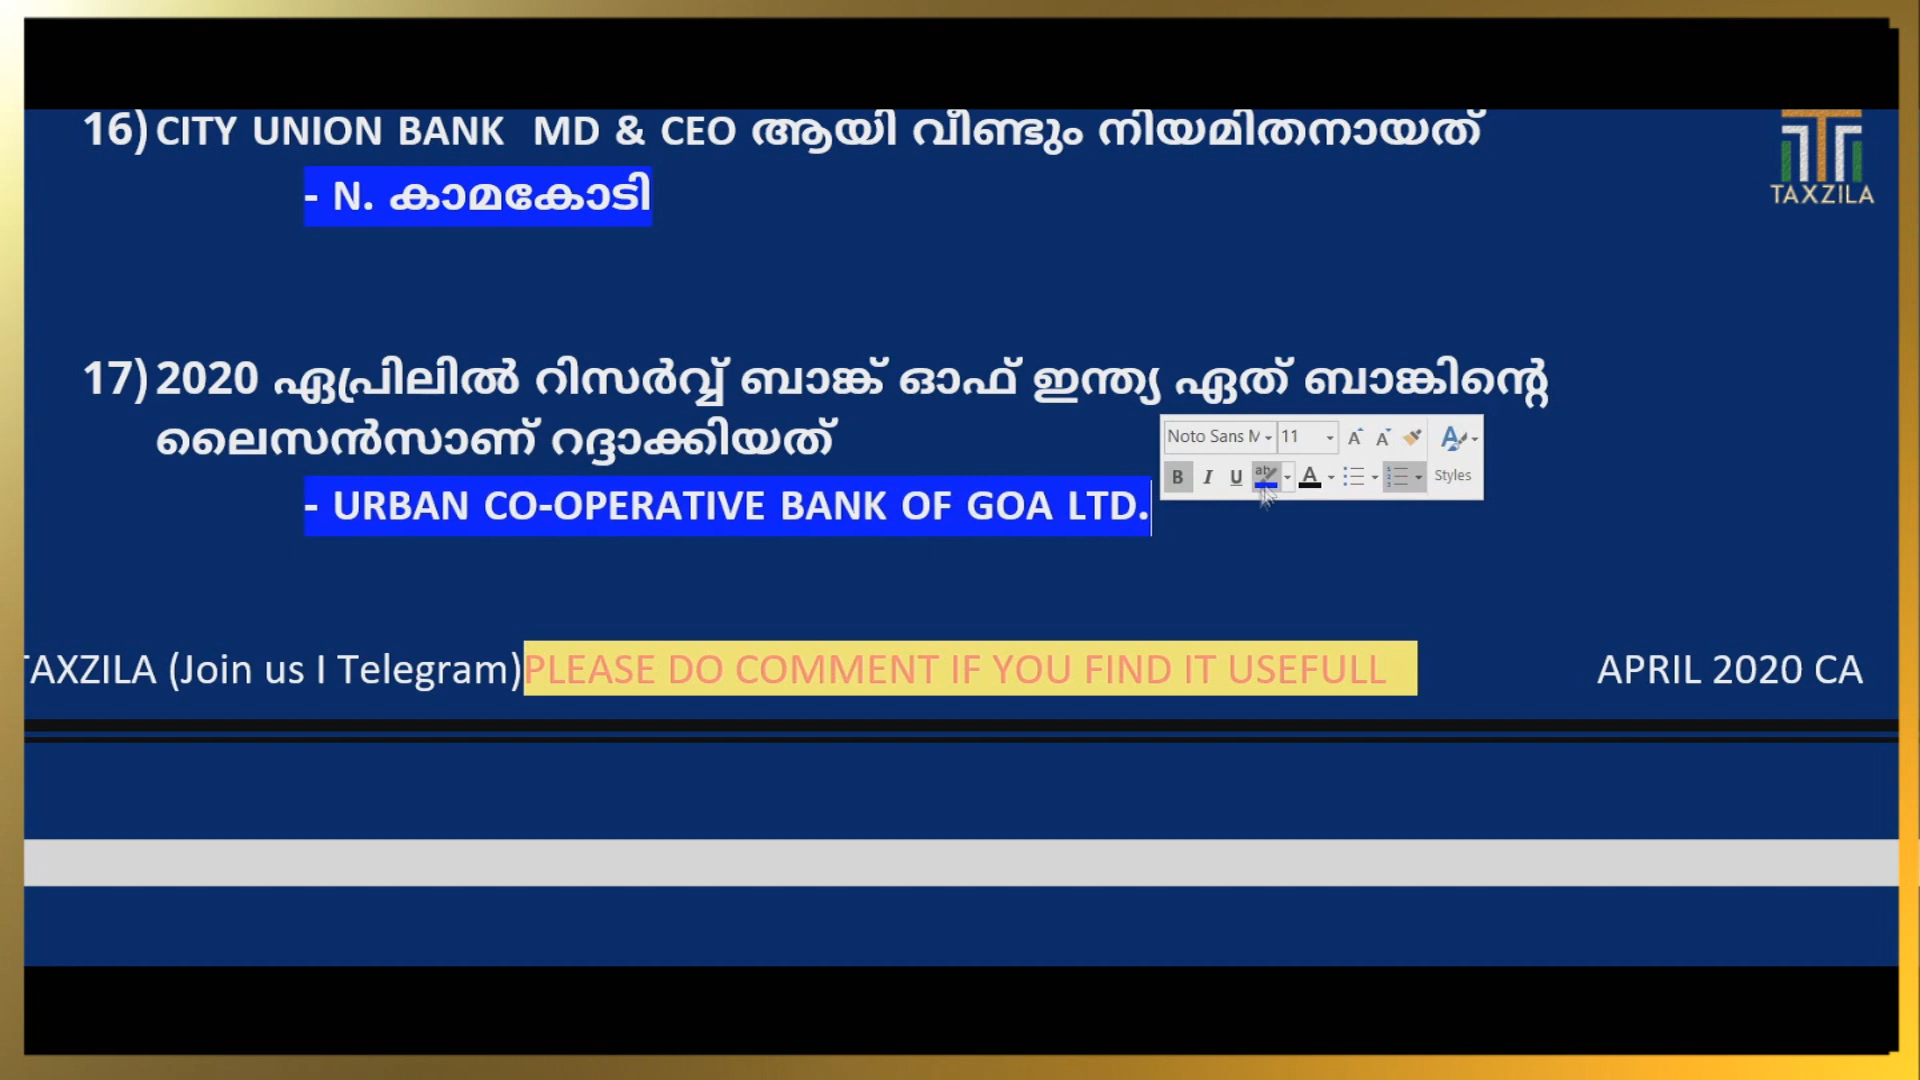 16) CITY UNION BANK MD & CEO ആയി വീണ്ടും നിയമിതനായത്
TAXZILA
- N. കാമകോടി
17) 2020 ഏപ്രിലിൽ റിസർവ്വ് ബാങ്ക് ഓഫ് ഇന്ത്യ ഏത് ബാങ്കിന്റെ
ലൈസൻസാണ് റദ്ദാക്കിയത്
Noto Sans M 11
B I U ab A Styles
- URBAN CO-OPERATIVE BANK OF GOA LTD.
TAXZILA (Join us I Telegram) PLEASE DO COMMENT IF YOU FIND IT USEFULL APRIL 2020 CA